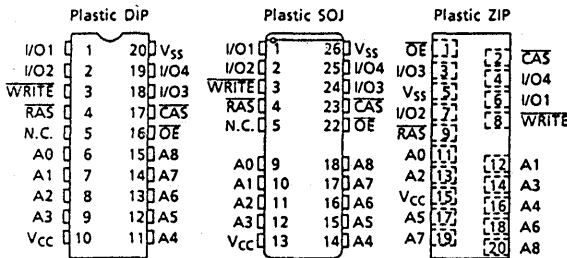 Plastic DIP
I/O1 1 20 VSS
I/O2 2 19 I/O4
WRITE 3 18 I/O3
RAS 4 17 CAS
N.C. 5 16 OE
A0 6 15 A8
A1 7 14 A7
A2 8 13 A6
A3 9 12 A5
VCC 10 11 A4
Plastic SOJ
I/O1 1 26 VSS
I/O2 2 25 I/O4
WRITE 3 24 I/O3
RAS 4 23 CAS
N.C. 5 22 OE
A0 9 18 A8
A1 10 17 A7
A2 11 16 A6
A3 12 15 A5
VCC 13 14 A4
Plastic ZIP
OE 1
2 CAS
I/O3 3
4 I/O4
VSS 5
6 I/O1
I/O2 7
8 WRITE
RAS 9
A0 11
12 A1
A2 13
14 A3
VCC 15
16 A4
A5 17
18 A6
A7 19
20 A8